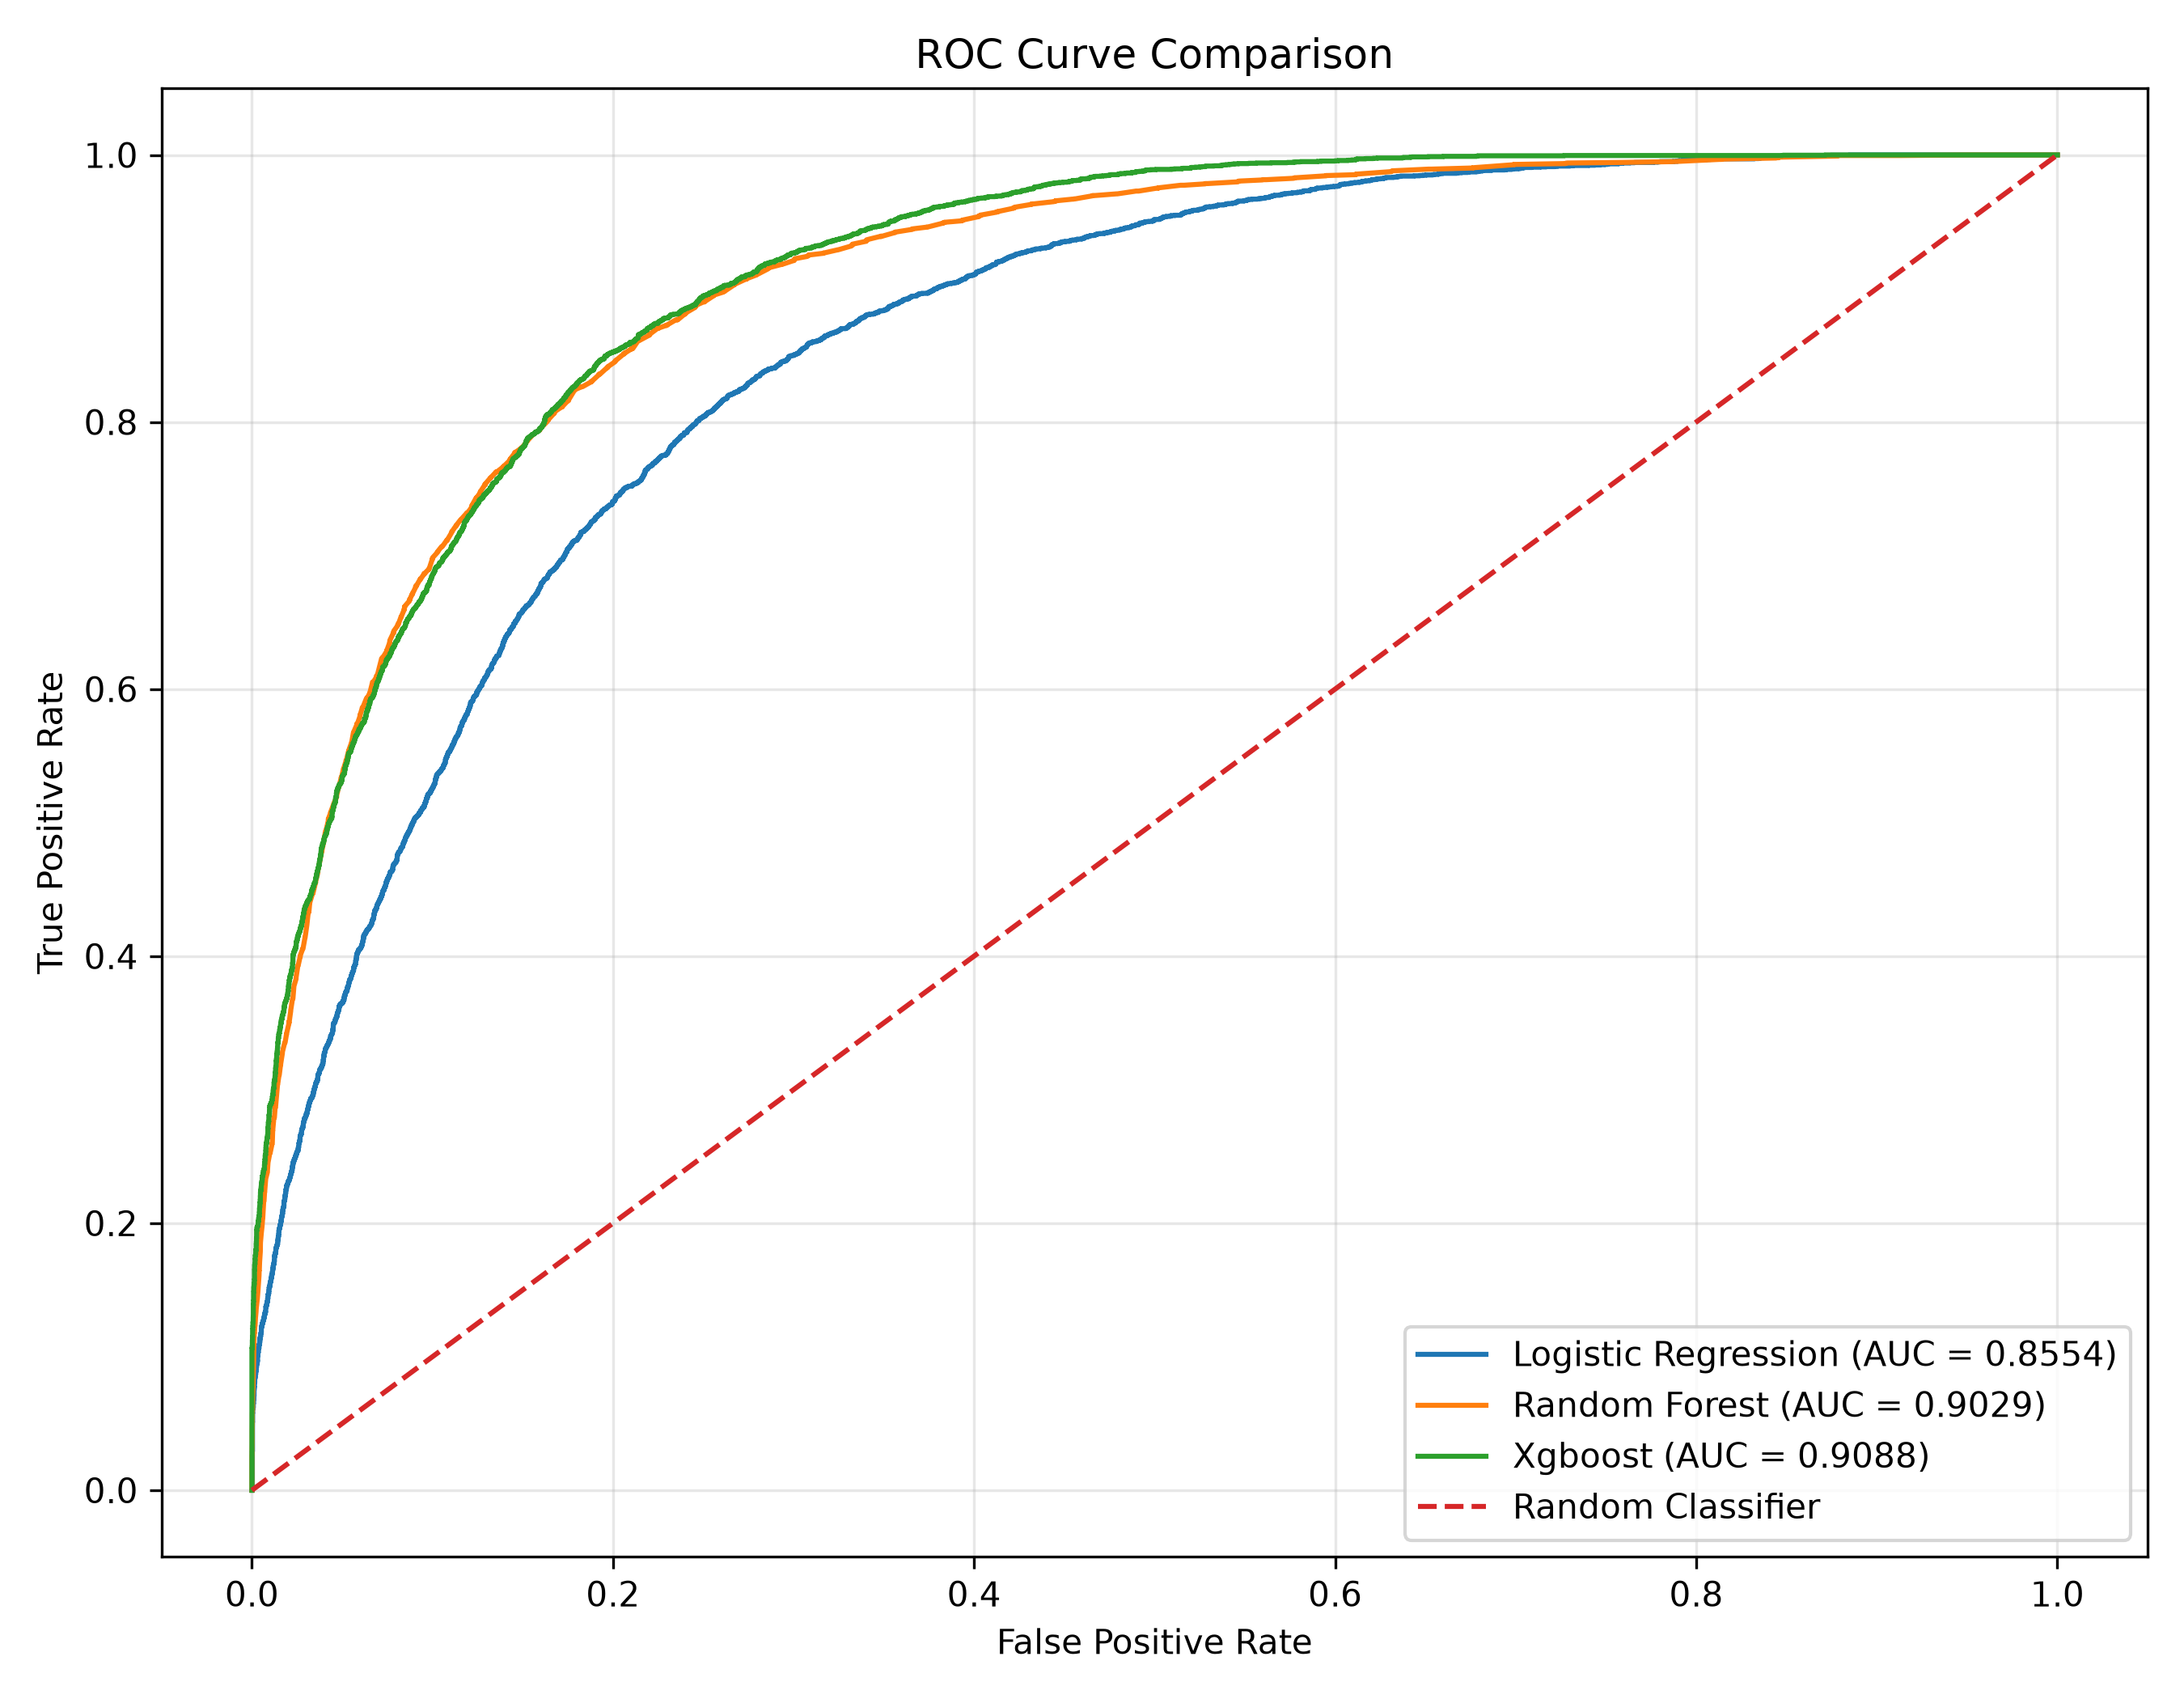 ROC Curve Comparison
True Positive Rate
1.0
0.8
0.6
0.4
0.2
0.0
Logistic Regression (AUC = 0.8554)
Random Forest (AUC = 0.9029)
Xgboost (AUC = 0.9088)
Random Classifier
0.0 0.2 0.4 0.6 0.8 1.0
False Positive Rate